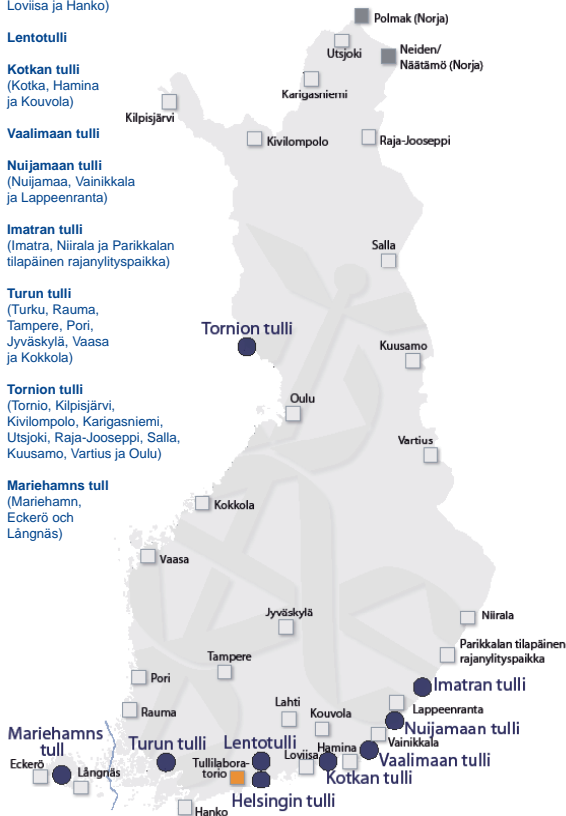 Loviisa ja Hanko)
Lentotulli
Kotkan tulli
(Kotka, Hamina
ja Kouvola)
Vaalimaan tulli
Nuijamaan tulli
(Nuijamaa, Vainikkala
ja Lappeenranta)
Imatran tulli
(Imatra, Niirala ja Parikkalan
tilapäinen rajanylityspaikka)
Turun tulli
(Turku, Rauma,
Tampere, Pori,
Jyväskylä, Vaasa
ja Kokkola)
Tornion tulli
(Tornio, Kilpisjärvi,
Kivilompolo, Karigasniemi,
Utsjoki, Raja-Jooseppi, Salla,
Kuusamo, Vartius ja Oulu)
Mariehamns tull
(Mariehamn,
Eckerö och
Långnäs)
Polmak (Norja)
Utsjoki
Neiden/
Näätämö (Norja)
Karigasniemi
Kilpisjärvi
Kivilompolo
Raja-Jooseppi
Salla
Tornion tulli
Kuusamo
Oulu
Vartius
Kokkola
Vaasa
Jyväskylä
Niirala
Parikkalan tilapäinen
rajanylityspaikka
Tampere
Pori
Imatran tulli
Rauma
Lahti
Kouvola
Lappeenranta
Nuijamaan tulli
Mariehamns
tull
Turun tulli
Lentotulli
Hamina
Vainikkala
Eckerö
Långnäs
Tullilabora-
torio
Loviisa
Vaalimaan tulli
Kotkan tulli
Helsingin tulli
Hanko